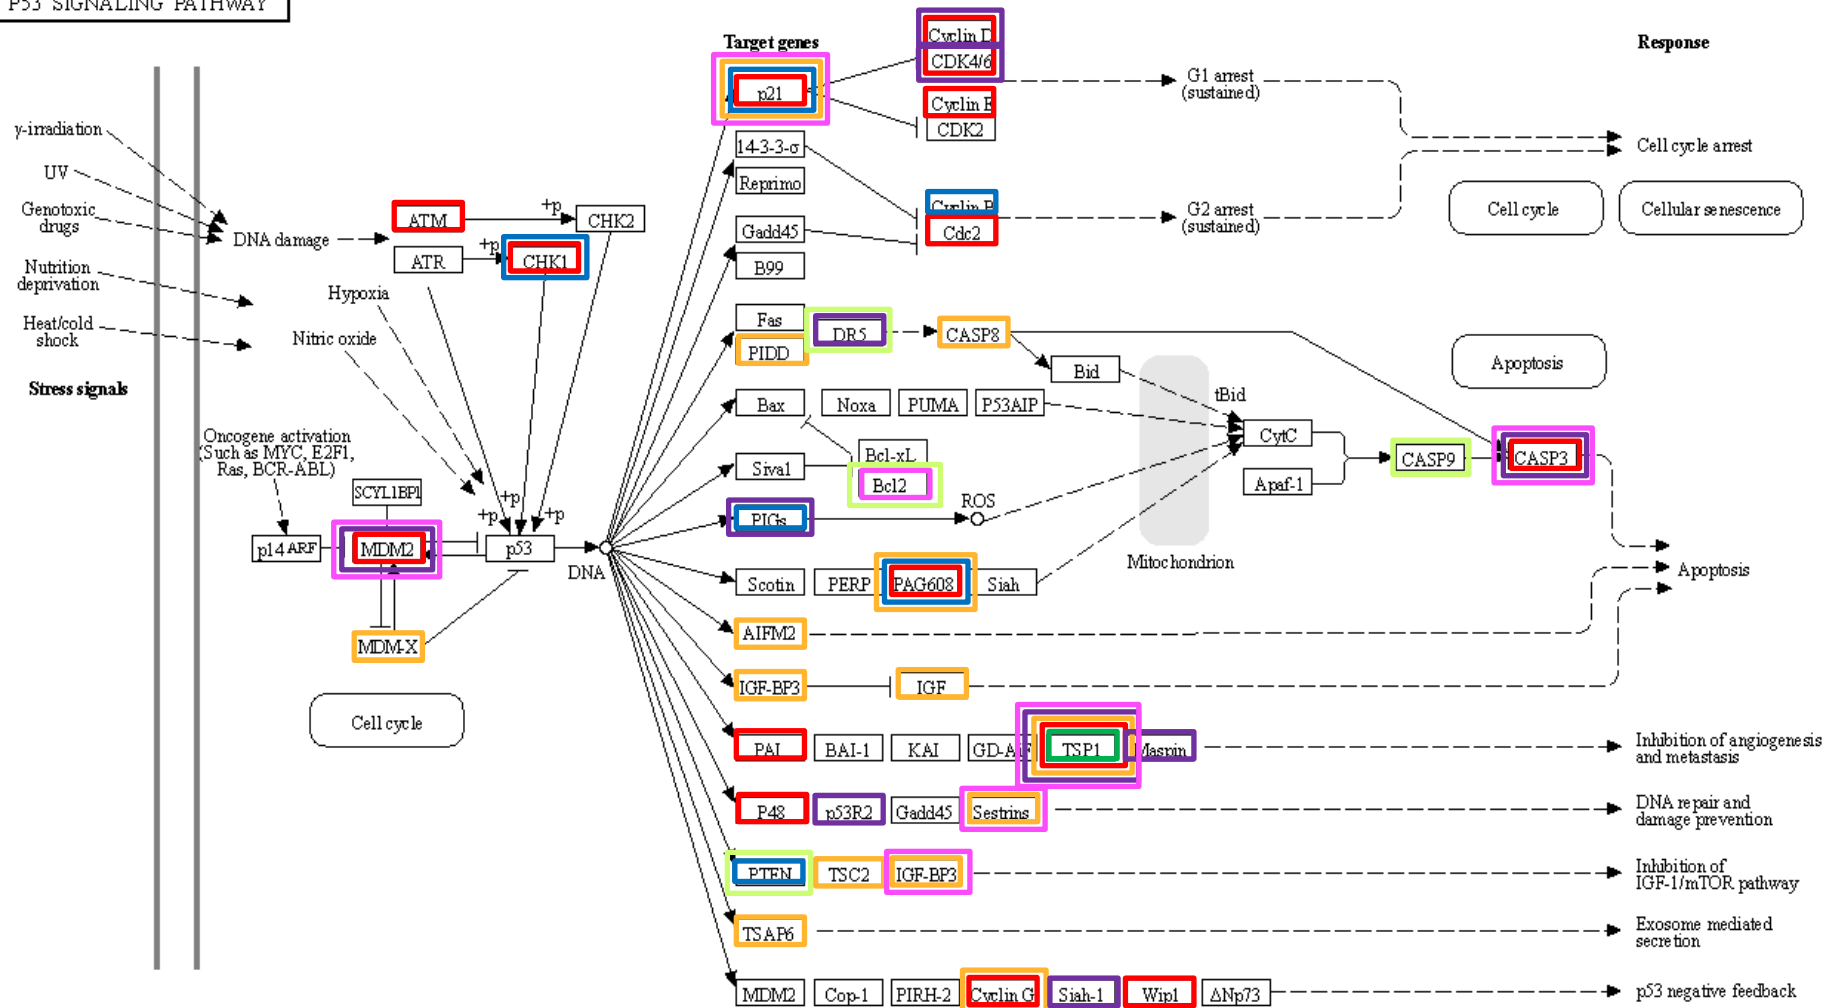 P53 SIGNALING PATHWAY
Target genes
Response
Cyclin D
CDK4/6
p21
Cyclin E
CDK2
G1 arrest
(sustained)
Cell cycle arrest
14-3-3-σ
Reprimo
Cyclin B
Cdc2
G2 arrest
(sustained)
Cell cycle
Cellular senescence
Gadd45
B99
γ-irradiation
UV
Genotoxic
drugs
Nutrition
deprivation
Heat/cold
shock
Stress signals
DNA damage
ATM
+p
CHK2
ATR
+p
CHK1
Hypoxia
Nitric oxide
Fas
PIDD
DR5
CASP8
Bid
tBid
Apoptosis
Bax
Noxa
PUMA
P53AIP
CytC
CASP9
CASP3
Apaf-1
Siva1
Bcl-xL
Bcl2
PIGs
ROS
Mitochondrion
Oncogene activation
(Such as MYC, E2F1,
Ras, BCR-ABL)
SCYL1BP1
+p
+p
+p
p14ARF
MDM2
p53
DNA
MDM-X
Cell cycle
Scotin
PERP
PAG608
Siah
Apoptosis
AIFM2
IGF-BP3
IGF
PAI
BAI-1
KAI
GD-AiF
TSP1
Maspin
Inhibition of angiogenesis
and metastasis
P48
p53R2
Gadd45
Sestrins
DNA repair and
damage prevention
PTEN
TSC2
IGF-BP3
Inhibition of
IGF-1/mTOR pathway
TSAP6
Exosome mediated
secretion
MDM2
Cop-1
PIRH-2
Cyclin G
Siah-1
Wip1
ΔNp73
p53 negative feedback